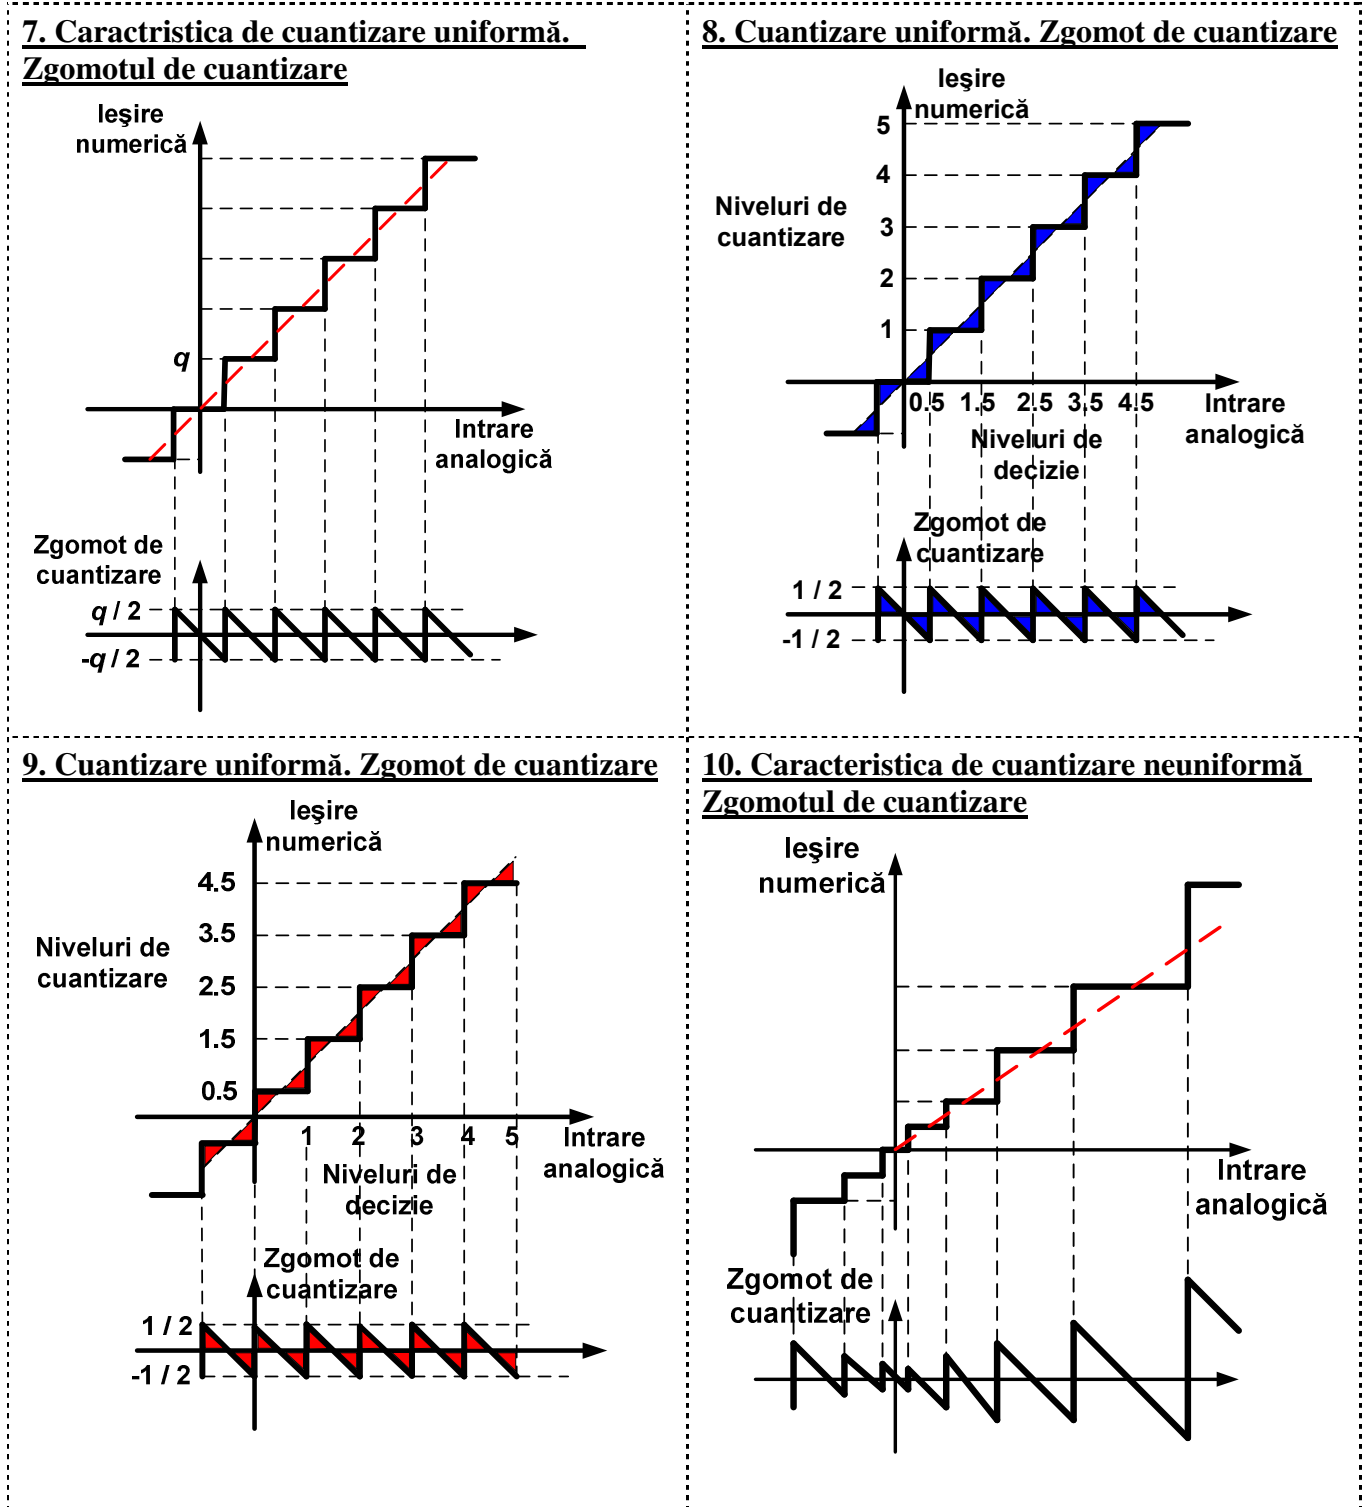 7. Caractristica de cuantizare uniformă.
Zgomotul de cuantizare
Ieşire
numerică
q
Intrare
analogică
Zgomot de
cuantizare
q / 2
-q / 2
8. Cuantizare uniformă. Zgomot de cuantizare
Ieşire
numerică
5
4
Niveluri de
cuantizare
3
2
1
0.5 1.5 2.5 3.5 4.5
Intrare
analogică
Niveluri de
decizie
Zgomot de
cuantizare
1 / 2
-1 / 2
9. Cuantizare uniformă. Zgomot de cuantizare
Ieşire
numerică
4.5
3.5
Niveluri de
cuantizare
2.5
1.5
0.5
1 2 3 4 5
Intrare
analogică
Niveluri de
decizie
Zgomot de
cuantizare
1 / 2
-1 / 2
10. Caracteristica de cuantizare neuniformă
Zgomotul de cuantizare
Ieşire
numerică
Intrare
analogică
Zgomot de
cuantizare